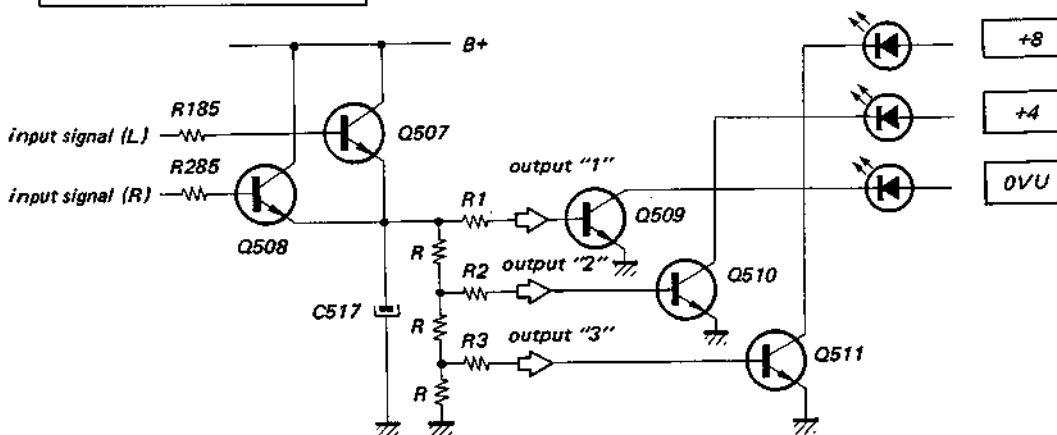 B+
+8
R185
input signal (L)
Q507
+4
R285
input signal (R)
output "1"
0VU
R1
Q509
Q508
R
R2
output "2"
Q510
C517
R
R3
output "3"
Q511
R